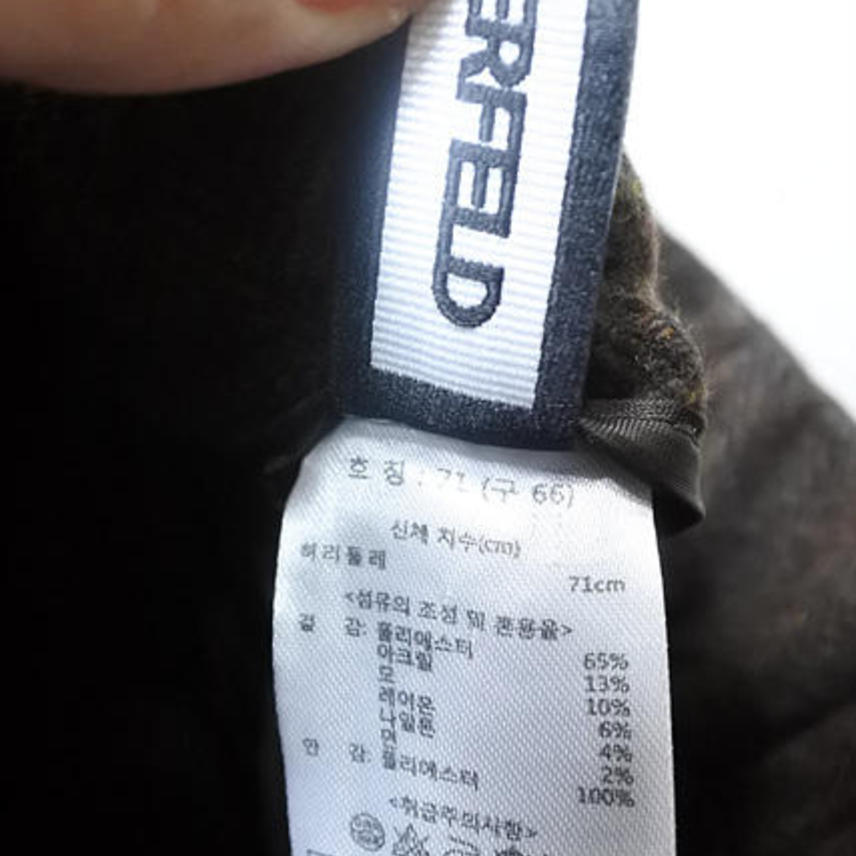 ERFELD
호 칭 : 71 (구 66)
신체 치수(cm)
허리둘레 71cm
<섬유의 조성 및 혼용율>
겉 감: 폴리에스터 65%
아크릴 13%
모 10%
레이온 6%
나일론 4%
면 2%
안 감: 폴리에스터 100%
<취급주의사항>